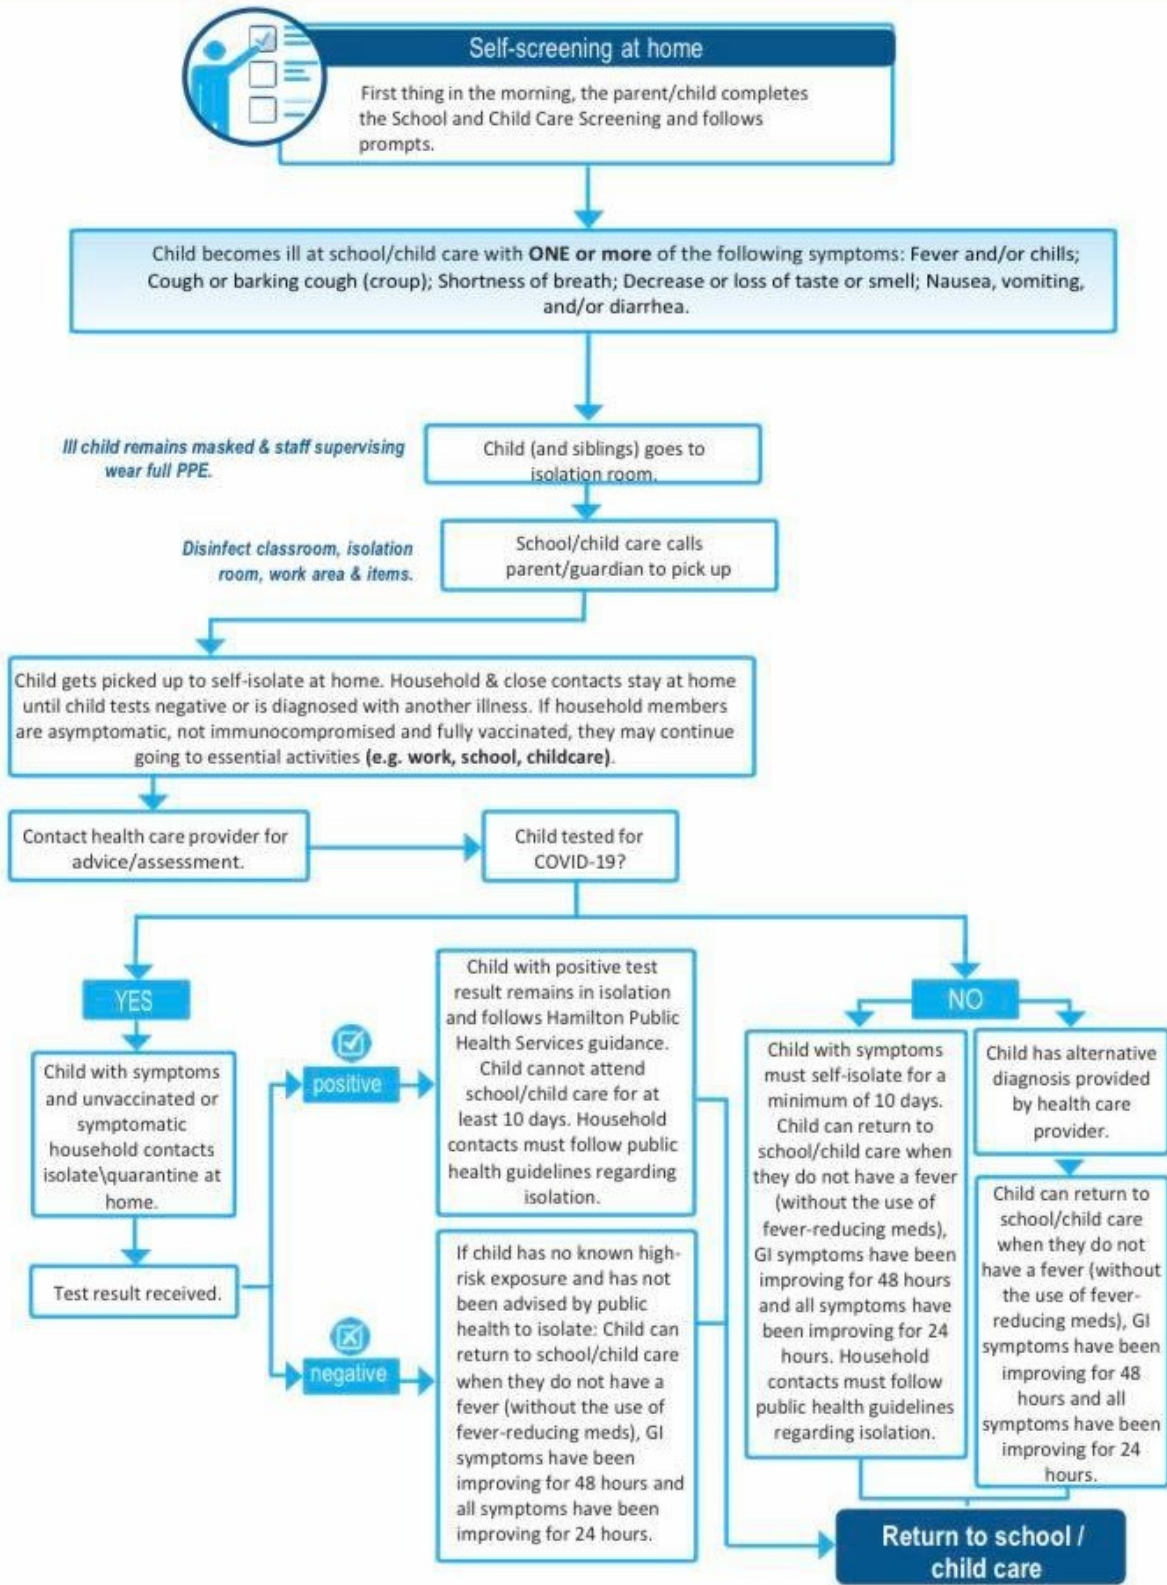 Self-screening at home
First thing in the morning, the parent/child completes
the School and Child Care Screening and follows
prompts.
Child becomes ill at school/child care with ONE or more of the following symptoms: Fever and/or chills;
Cough or barking cough (croup); Shortness of breath; Decrease or loss of taste or smell; Nausea, vomiting,
and/or diarrhea.
Ill child remains masked & staff supervising
wear full PPE.
Child (and siblings) goes to
isolation room.
Disinfect classroom, isolation
room, work area & items.
School/child care calls
parent/guardian to pick up
Child gets picked up to self-isolate at home. Household & close contacts stay at home
until child tests negative or is diagnosed with another illness. If household members
are asymptomatic, not immunocompromised and fully vaccinated, they may continue
going to essential activities (e.g. work, school, childcare).
Contact health care provider for
advice/assessment.
Child tested for
COVID-19?
YES
Child with symptoms
and unvaccinated or
symptomatic
household contacts
isolate\quarantine at
home.
Test result received.
positive
Child with positive test
result remains in isolation
and follows Hamilton Public
Health Services guidance.
Child cannot attend
school/child care for at
least 10 days. Household
contacts must follow public
health guidelines regarding
isolation.
negative
If child has no known high-
risk exposure and has not
been advised by public
health to isolate: Child can
return to school/child care
when they do not have a
fever (without the use of
fever-reducing meds), GI
symptoms have been
improving for 48 hours and
all symptoms have been
improving for 24 hours.
NO
Child with symptoms
must self-isolate for a
minimum of 10 days.
Child can return to
school/child care when
they do not have a fever
(without the use of
fever-reducing meds),
GI symptoms have been
improving for 48 hours
and all symptoms have
been improving for 24
hours. Household
contacts must follow
public health guidelines
regarding isolation.
Child has alternative
diagnosis provided
by health care
provider.
Child can return to
school/child care
when they do not
have a fever (without
the use of fever-
reducing meds), GI
symptoms have been
improving for 48
hours and all
symptoms have been
improving for 24
hours.
Return to school /
child care